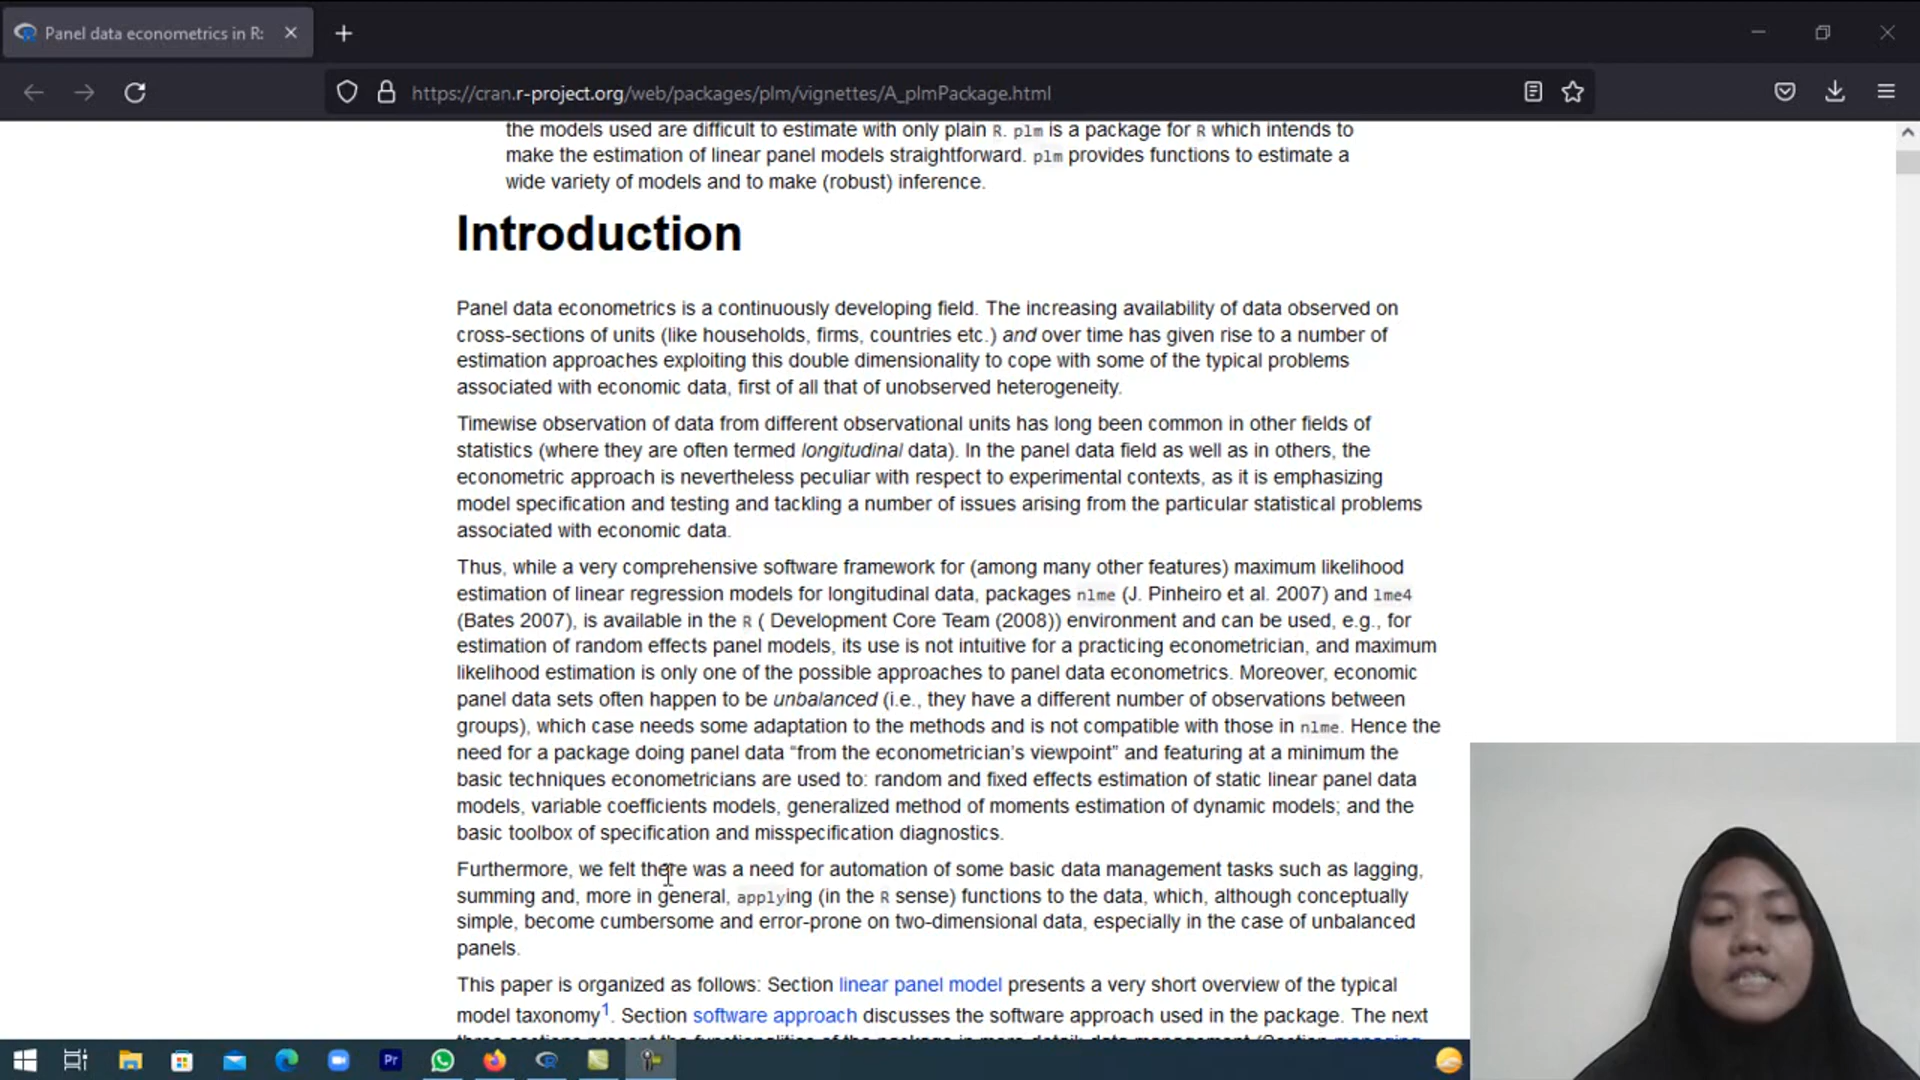 Panel data econometrics in R:
https://cran.r-project.org/web/packages/plm/vignettes/A_plmPackage.html
the models used are difficult to estimate with only plain R. plm is a package for R which intends to
make the estimation of linear panel models straightforward. plm provides functions to estimate a
wide variety of models and to make (robust) inference.
Introduction
Panel data econometrics is a continuously developing field. The increasing availability of data observed on
cross-sections of units (like households, firms, countries etc.) and over time has given rise to a number of
estimation approaches exploiting this double dimensionality to cope with some of the typical problems
associated with economic data, first of all that of unobserved heterogeneity.
Timewise observation of data from different observational units has long been common in other fields of
statistics (where they are often termed longitudinal data). In the panel data field as well as in others, the
econometric approach is nevertheless peculiar with respect to experimental contexts, as it is emphasizing
model specification and testing and tackling a number of issues arising from the particular statistical problems
associated with economic data.
Thus, while a very comprehensive software framework for (among many other features) maximum likelihood
estimation of linear regression models for longitudinal data, packages nlme (J. Pinheiro et al. 2007) and lme4
(Bates 2007), is available in the R ( Development Core Team (2008)) environment and can be used, e.g., for
estimation of random effects panel models, its use is not intuitive for a practicing econometrician, and maximum
likelihood estimation is only one of the possible approaches to panel data econometrics. Moreover, economic
panel data sets often happen to be unbalanced (i.e., they have a different number of observations between
groups), which case needs some adaptation to the methods and is not compatible with those in nlme. Hence the
need for a package doing panel data “from the econometrician’s viewpoint” and featuring at a minimum the
basic techniques econometricians are used to: random and fixed effects estimation of static linear panel data
models, variable coefficients models, generalized method of moments estimation of dynamic models; and the
basic toolbox of specification and misspecification diagnostics.
Furthermore, we felt there was a need for automation of some basic data management tasks such as lagging,
summing and, more in general, applying (in the R sense) functions to the data, which, although conceptually
simple, become cumbersome and error-prone on two-dimensional data, especially in the case of unbalanced
panels.
This paper is organized as follows: Section linear panel model presents a very short overview of the typical
model taxonomy1. Section software approach discusses the software approach used in the package. The next
three sections present the functionalities of the package in more detail: data management (Section managing
Pr